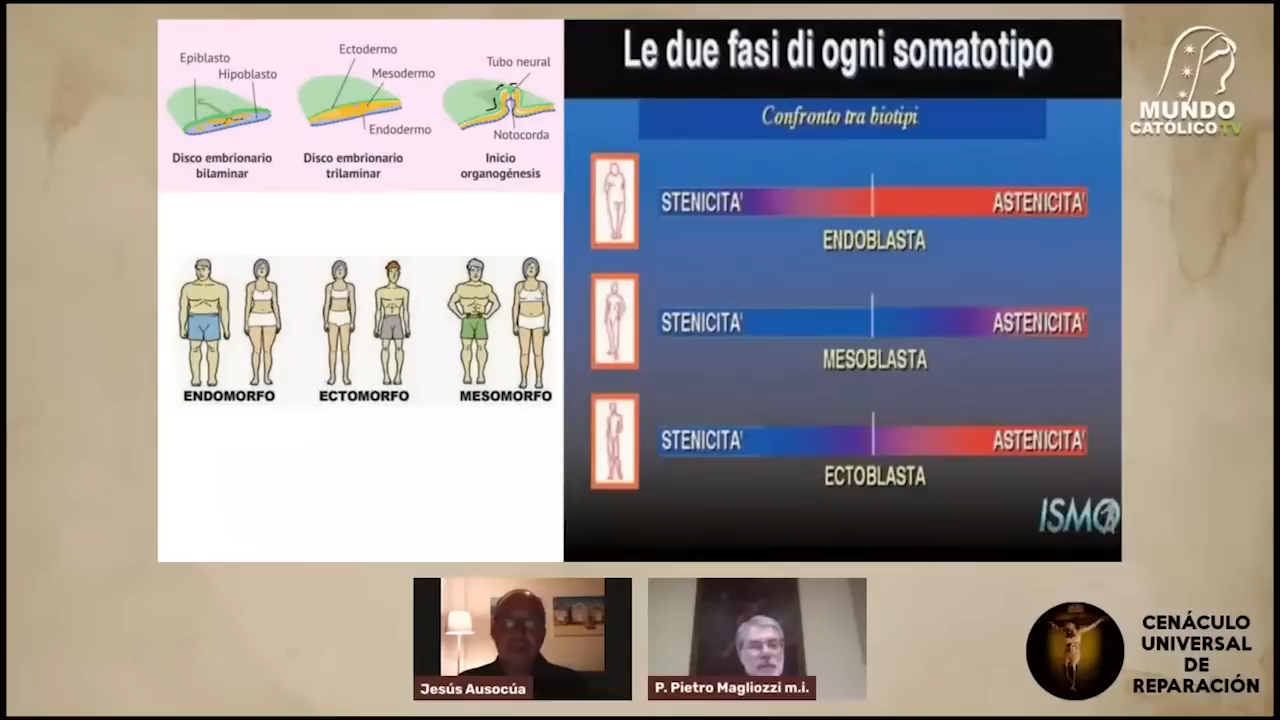 Epiblasto
Hipoblasto
Disco embrionario
bilaminar
Ectodermo
Mesodermo
Endodermo
Disco embrionario
trilaminar
Tubo neural
Notocorda
Inicio
organogénesis
ENDOMORFO
ECTOMORFO
MESOMORFO
Le due fasi di ogni somatotipo
Confronto tra biotipi
STENICITA' ASTENICITA'
ENDOBLASTA
STENICITA' ASTENICITA'
MESOBLASTA
STENICITA' ASTENICITA'
ECTOBLASTA
ISMO
MUNDO
CATÓLICO TV
Jesús Ausocúa
P. Pietro Magliozzi m.i.
CENÁCULO
UNIVERSAL
DE
REPARACIÓN